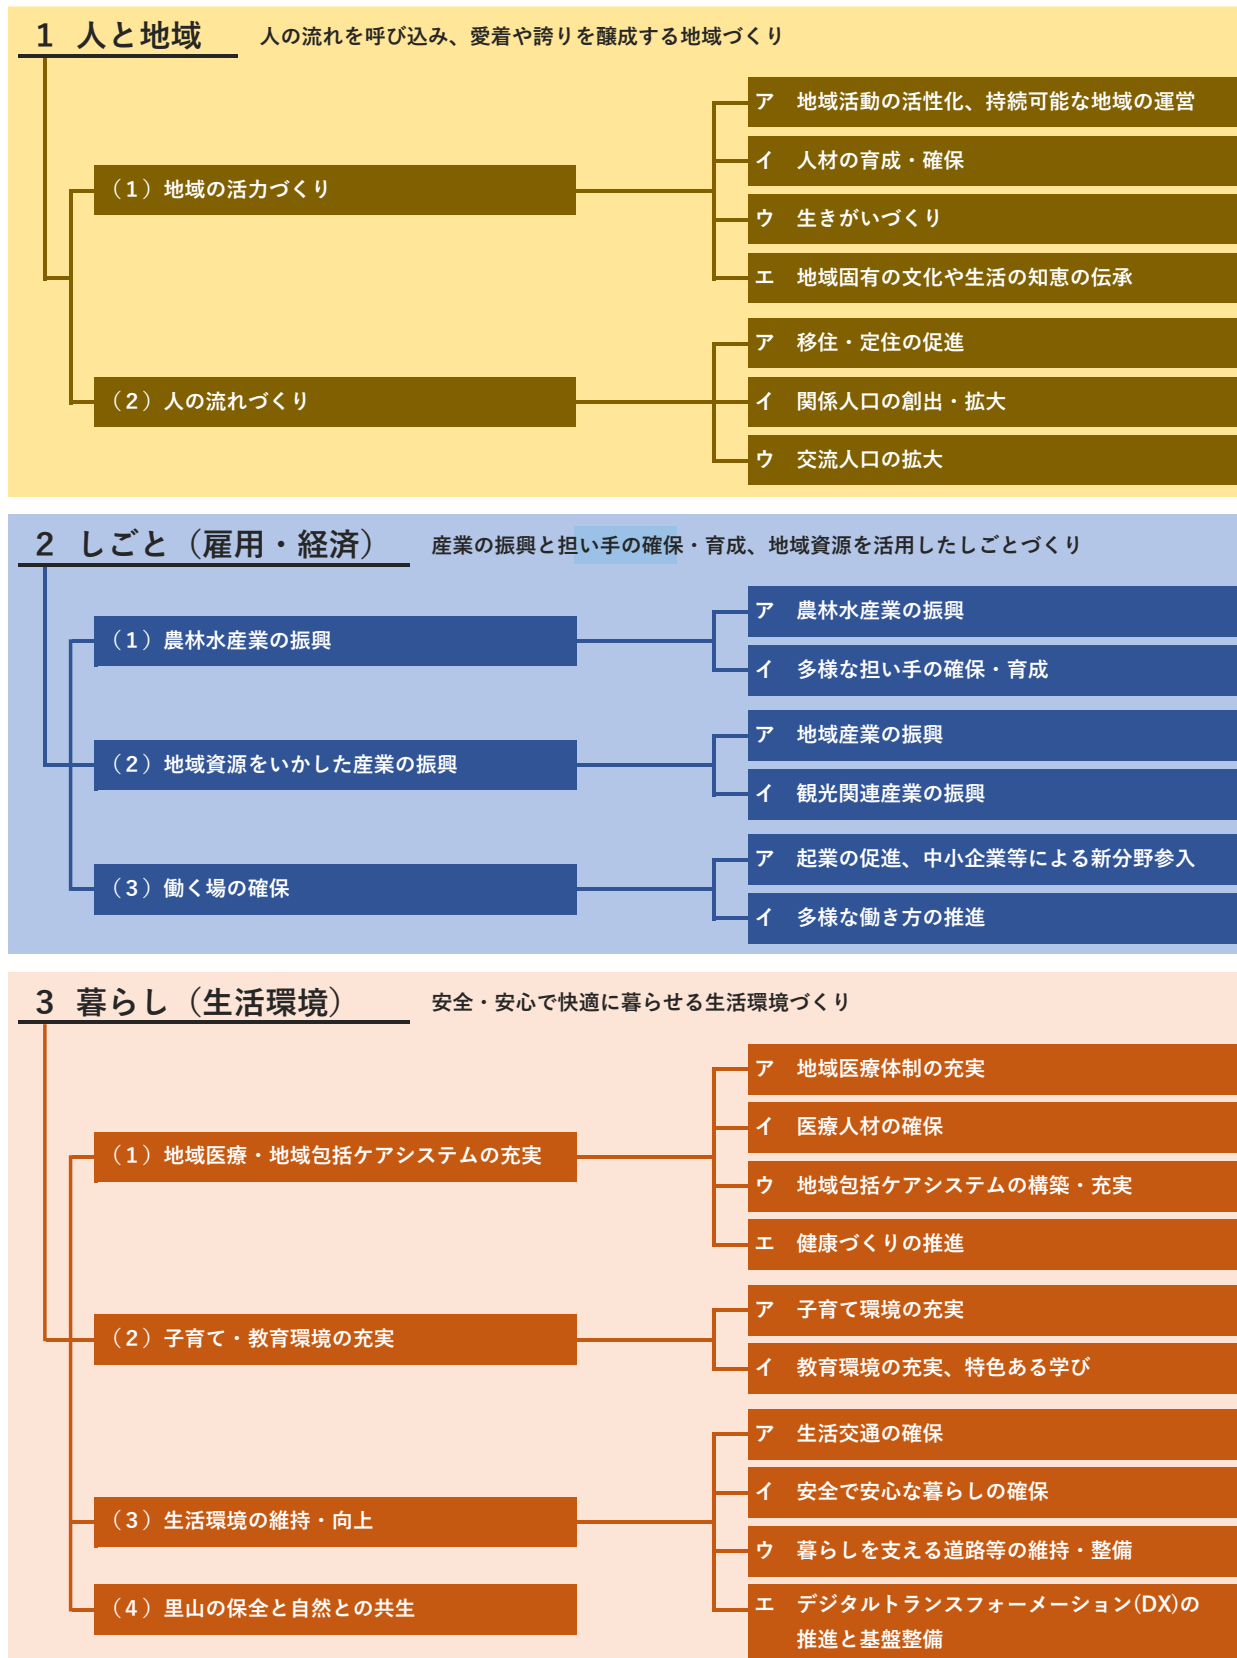 1 人と地域 人の流れを呼び込み、愛着や誇りを醸成する地域づくり
（1）地域の活力づくり
ア 地域活動の活性化、持続可能な地域の運営
イ 人材の育成・確保
ウ 生きがいづくり
エ 地域固有の文化や生活の知恵の伝承
（2）人の流れづくり
ア 移住・定住の促進
イ 関係人口の創出・拡大
ウ 交流人口の拡大
2 しごと（雇用・経済） 産業の振興と担い手の確保・育成、地域資源を活用したしごとづくり
（1）農林水産業の振興
ア 農林水産業の振興
イ 多様な担い手の確保・育成
（2）地域資源をいかした産業の振興
ア 地域産業の振興
イ 観光関連産業の振興
（3）働く場の確保
ア 起業の促進、中小企業等による新分野参入
イ 多様な働き方の推進
3 暮らし（生活環境） 安全・安心で快適に暮らせる生活環境づくり
（1）地域医療・地域包括ケアシステムの充実
ア 地域医療体制の充実
イ 医療人材の確保
ウ 地域包括ケアシステムの構築・充実
エ 健康づくりの推進
（2）子育て・教育環境の充実
ア 子育て環境の充実
イ 教育環境の充実、特色ある学び
（3）生活環境の維持・向上
ア 生活交通の確保
イ 安全で安心な暮らしの確保
ウ 暮らしを支える道路等の維持・整備
エ デジタルトランスフォーメーション(DX)の
推進と基盤整備
（4）里山の保全と自然との共生